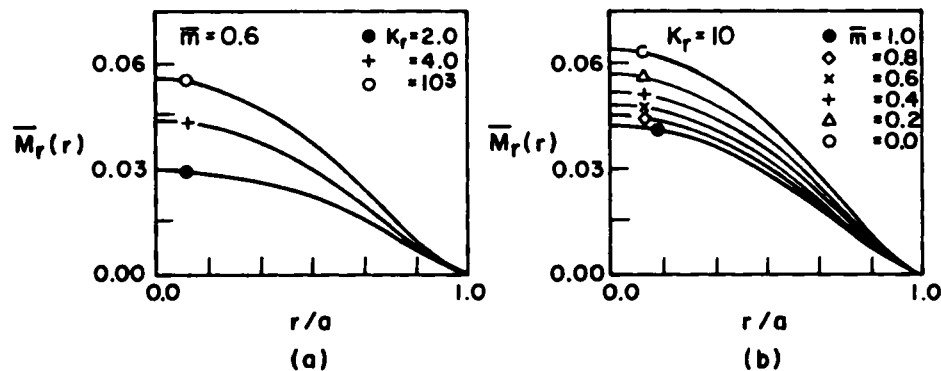 m̅ = 0.6
● Kr = 2.0
+ = 4.0
○ = 10³
0.06
M̅r(r)
0.03
0.00
0.0
1.0
r/a
(a)
Kr = 10
● m̅ = 1.0
◇ = 0.8
× = 0.6
+ = 0.4
△ = 0.2
○ = 0.0
0.06
M̅r(r)
0.03
0.00
0.0
1.0
r/a
(b)